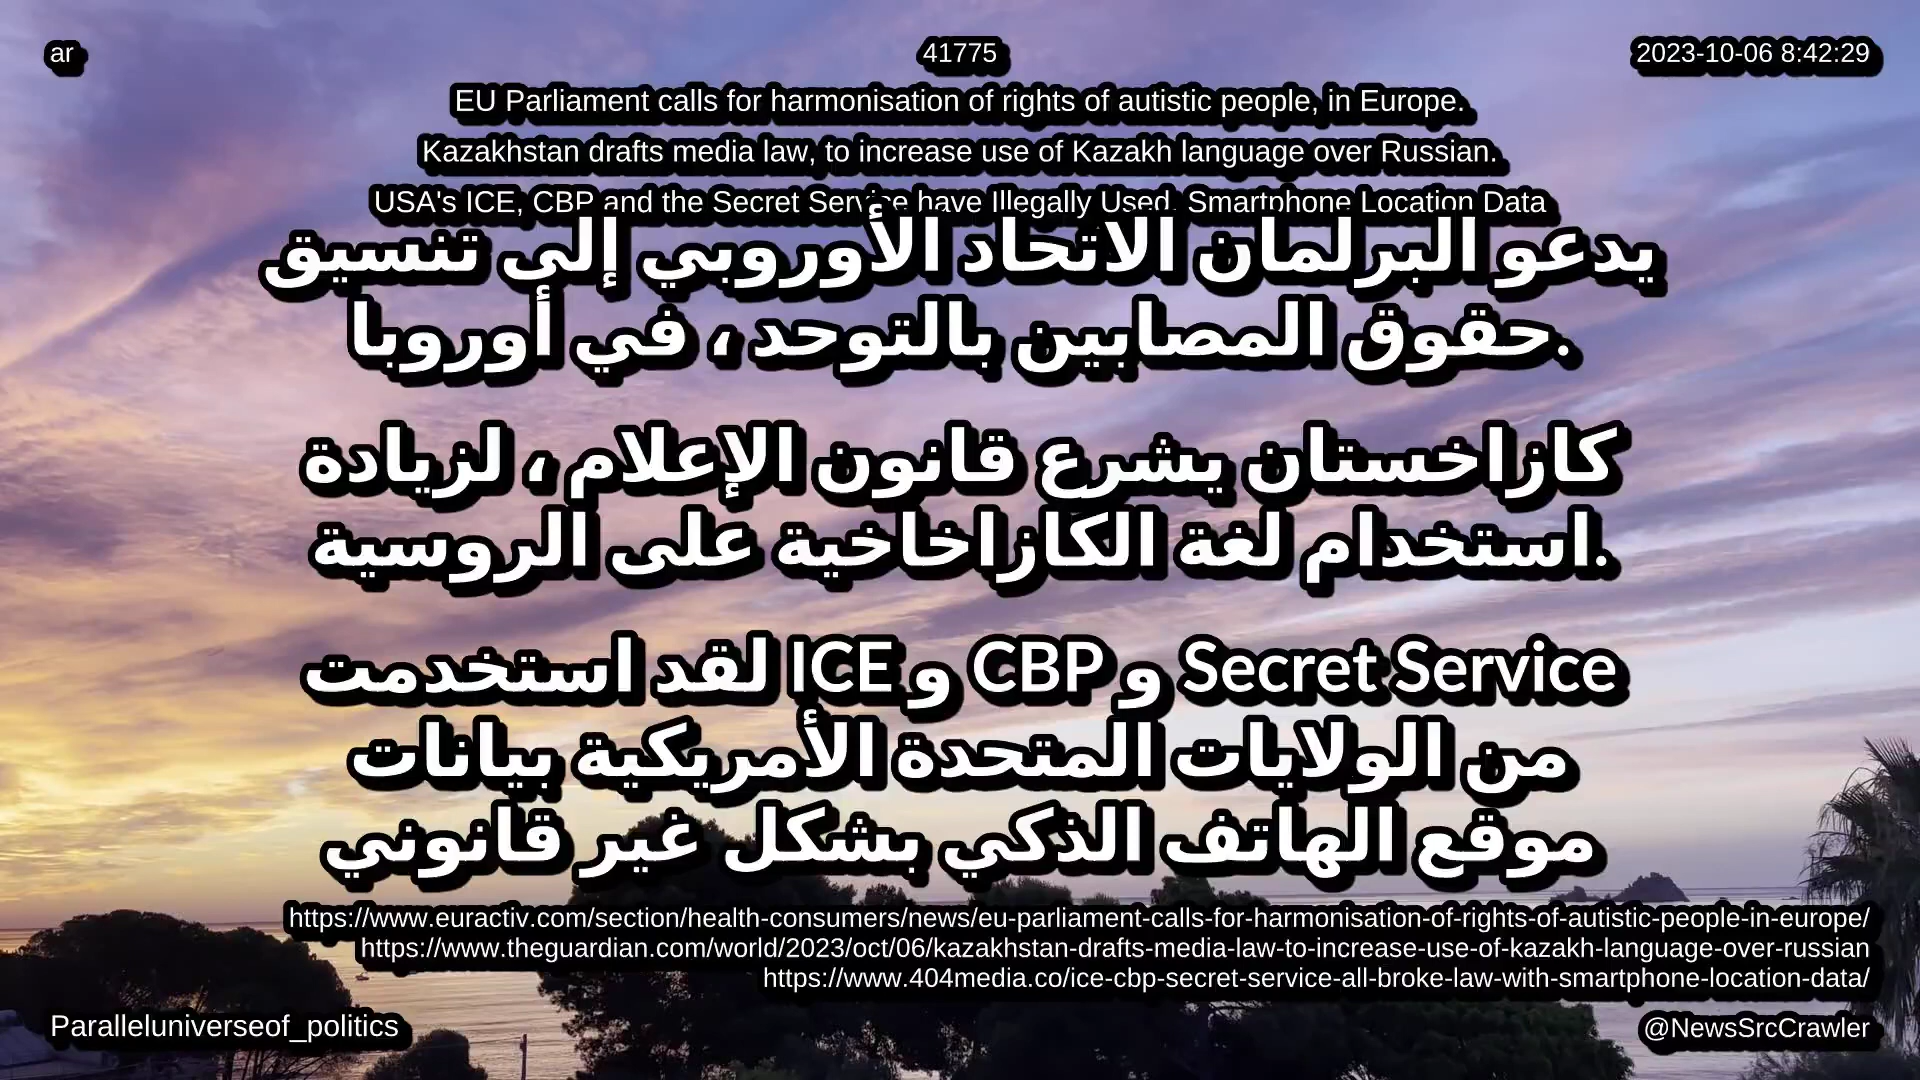 ar
41775
2023-10-06 8:42:29
EU Parliament calls for harmonisation of rights of autistic people, in Europe.
Kazakhstan drafts media law, to increase use of Kazakh language over Russian.
USA's ICE, CBP and the Secret Service have Illegally Used, Smartphone Location Data
يدعو البرلمان الاتحاد الأوروبي إلى تنسيق
حقوق المصابين بالتوحد ، في أوروبا.
كازاخستان يشرع قانون الإعلام ، لزيادة
استخدام لغة الكازاخاخية على الروسية.
لقد استخدمت ICE و CBP و Secret Service
من الولايات المتحدة الأمريكية بيانات
موقع الهاتف الذكي بشكل غير قانوني
https://www.euractiv.com/section/health-consumers/news/eu-parliament-calls-for-harmonisation-of-rights-of-autistic-people-in-europe/
https://www.theguardian.com/world/2023/oct/06/kazakhstan-drafts-media-law-to-increase-use-of-kazakh-language-over-russian
https://www.404media.co/ice-cbp-secret-service-all-broke-law-with-smartphone-location-data/
Paralleluniverseof_politics
@NewsSrcCrawler